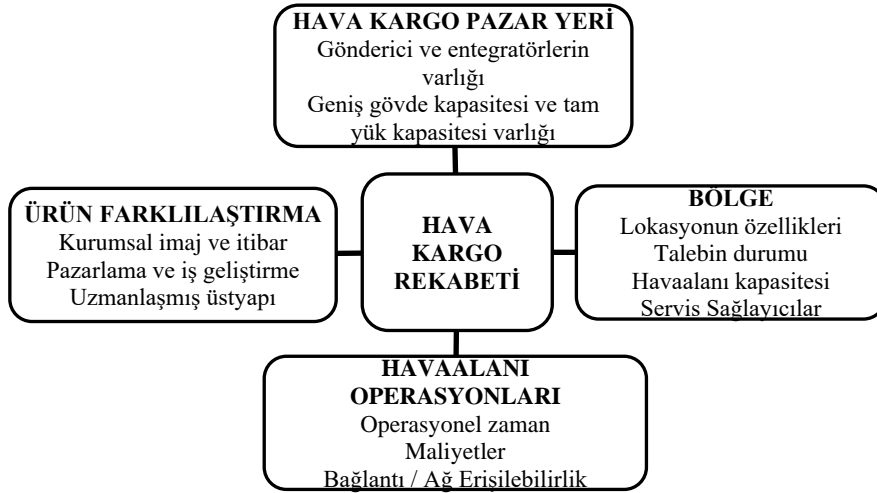 HAVA KARGO PAZAR YERİ
Gönderici ve entegratörlerin
varlığı
Geniş gövde kapasitesi ve tam
yük kapasitesi varlığı
ÜRÜN FARKLILAŞTIRMA
Kurumsal imaj ve itibar
Pazarlama ve iş geliştirme
Uzmanlaşmış üstyapı
HAVA
KARGO
REKABETİ
BÖLGE
Lokasyonun özellikleri
Talebin durumu
Havaalanı kapasitesi
Servis Sağlayıcılar
HAVAALANI
OPERASYONLARI
Operasyonel zaman
Maliyetler
Bağlantı / Ağ Erişilebilirlik